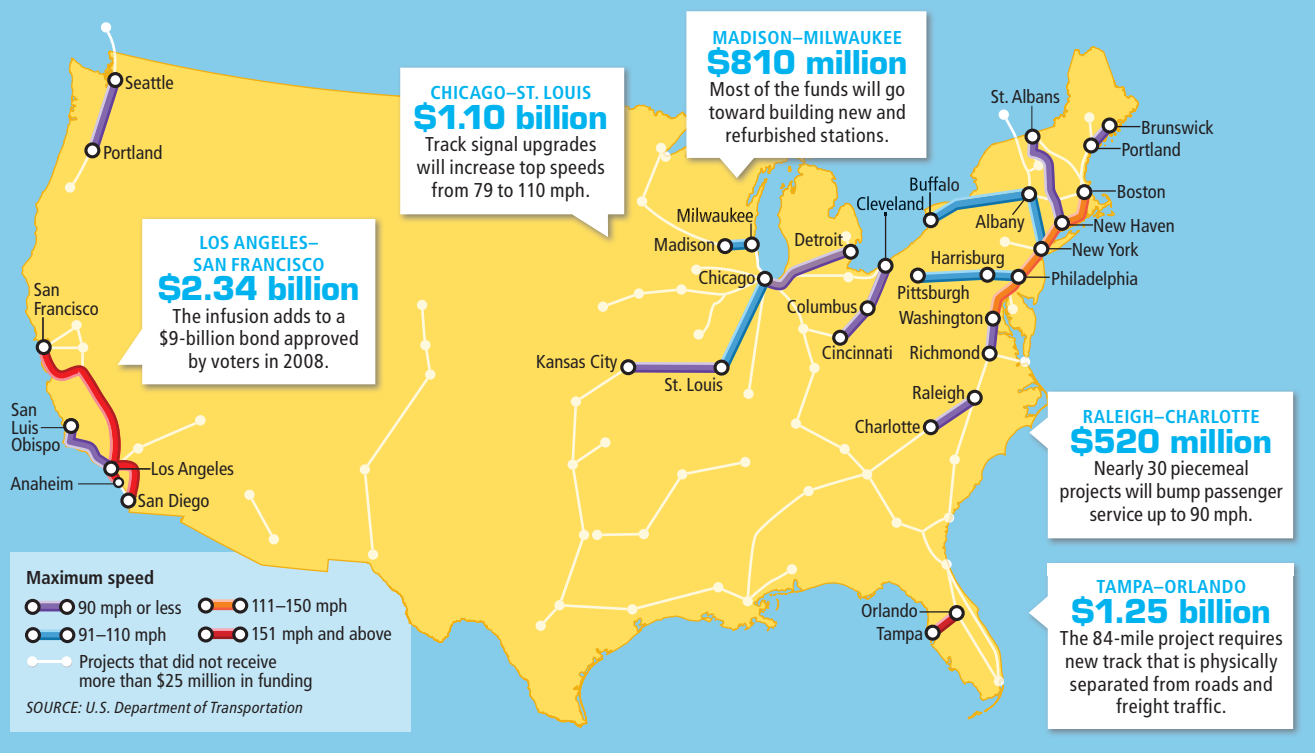 MADISON–MILWAUKEE
$810 million
Most of the funds will go
toward building new and
refurbished stations.
CHICAGO–ST. LOUIS
$1.10 billion
Track signal upgrades
will increase top speeds
from 79 to 110 mph.
LOS ANGELES–
SAN FRANCISCO
$2.34 billion
The infusion adds to a
$9-billion bond approved
by voters in 2008.
RALEIGH–CHARLOTTE
$520 million
Nearly 30 piecemeal
projects will bump passenger
service up to 90 mph.
TAMPA–ORLANDO
$1.25 billion
The 84-mile project requires
new track that is physically
separated from roads and
freight traffic.
Seattle
Portland
San
Francisco
San
Luis
Obispo
Los Angeles
Anaheim
San Diego
Milwaukee
Madison
Chicago
Detroit
Cleveland
Columbus
Cincinnati
Kansas City
St. Louis
Buffalo
Albany
St. Albans
Brunswick
Portland
Boston
New Haven
New York
Harrisburg
Pittsburgh
Philadelphia
Washington
Richmond
Raleigh
Charlotte
Orlando
Tampa
Maximum speed
90 mph or less
111–150 mph
91–110 mph
151 mph and above
Projects that did not receive
more than $25 million in funding
SOURCE: U.S. Department of Transportation